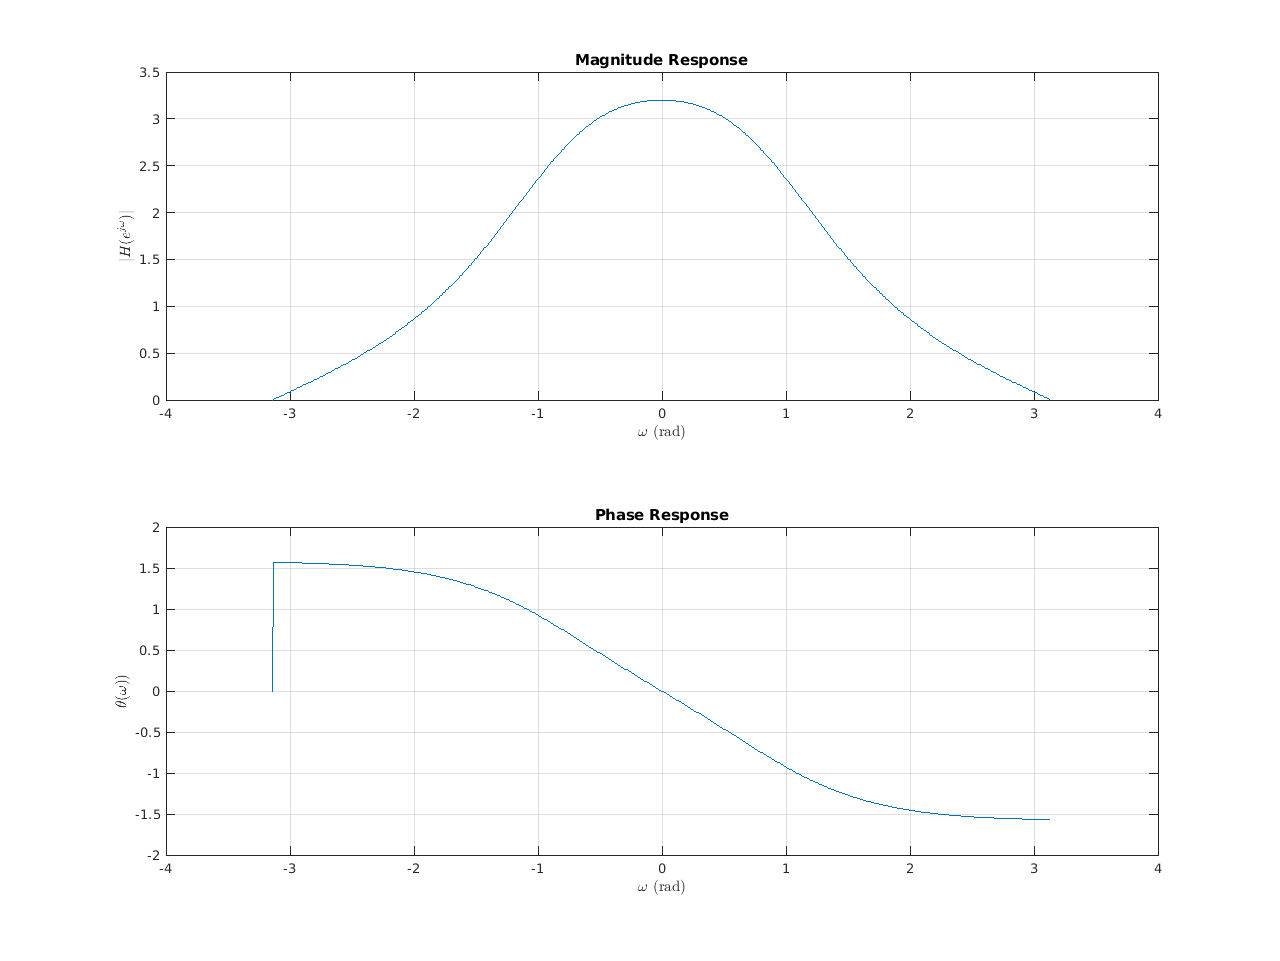 Magnitude Response
3.5
3
2.5
2
1.5
1
0.5
0
|H(e^{jω})|
-4 -3 -2 -1 0 1 2 3 4
ω (rad)
Phase Response
2
1.5
1
0.5
0
-0.5
-1
-1.5
-2
θ(ω))
-4 -3 -2 -1 0 1 2 3 4
ω (rad)